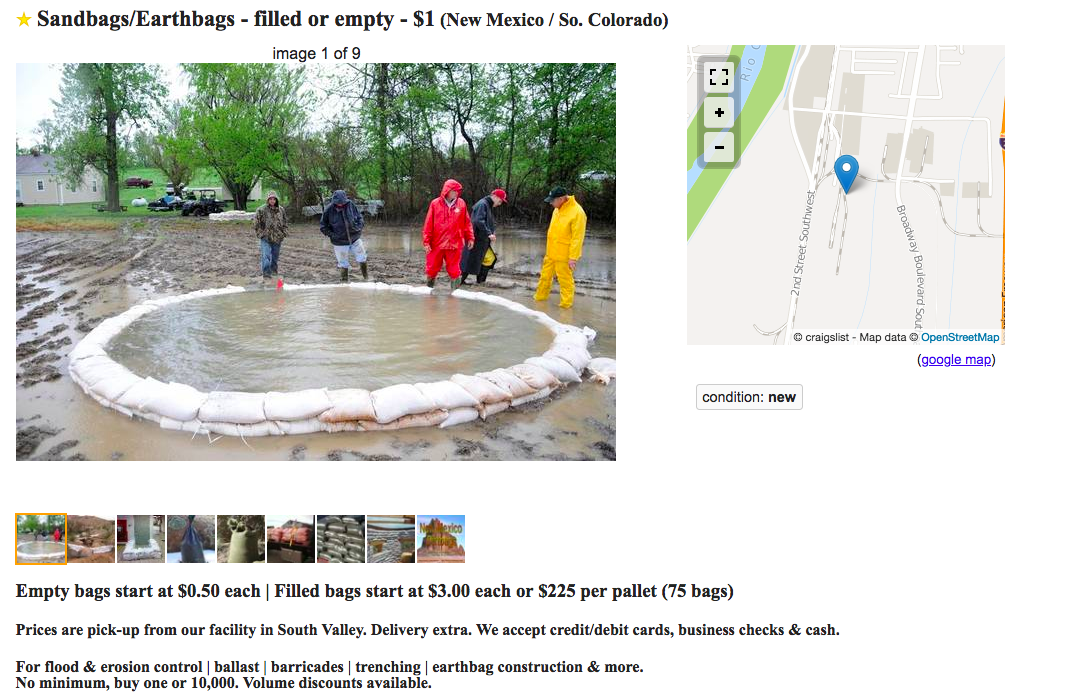 ★ Sandbags/Earthbags - filled or empty - $1 (New Mexico / So. Colorado)
image 1 of 9
Rio
+
−
2nd Street Southwest
Broadway Boulevard Sout
© craigslist - Map data © OpenStreetMap
(google map)
condition: new
New Mexico
Empty bags start at $0.50 each | Filled bags start at $3.00 each or $225 per pallet (75 bags)
Prices are pick-up from our facility in South Valley. Delivery extra. We accept credit/debit cards, business checks & cash.
For flood & erosion control | ballast | barricades | trenching | earthbag construction & more.
No minimum, buy one or 10,000. Volume discounts available.